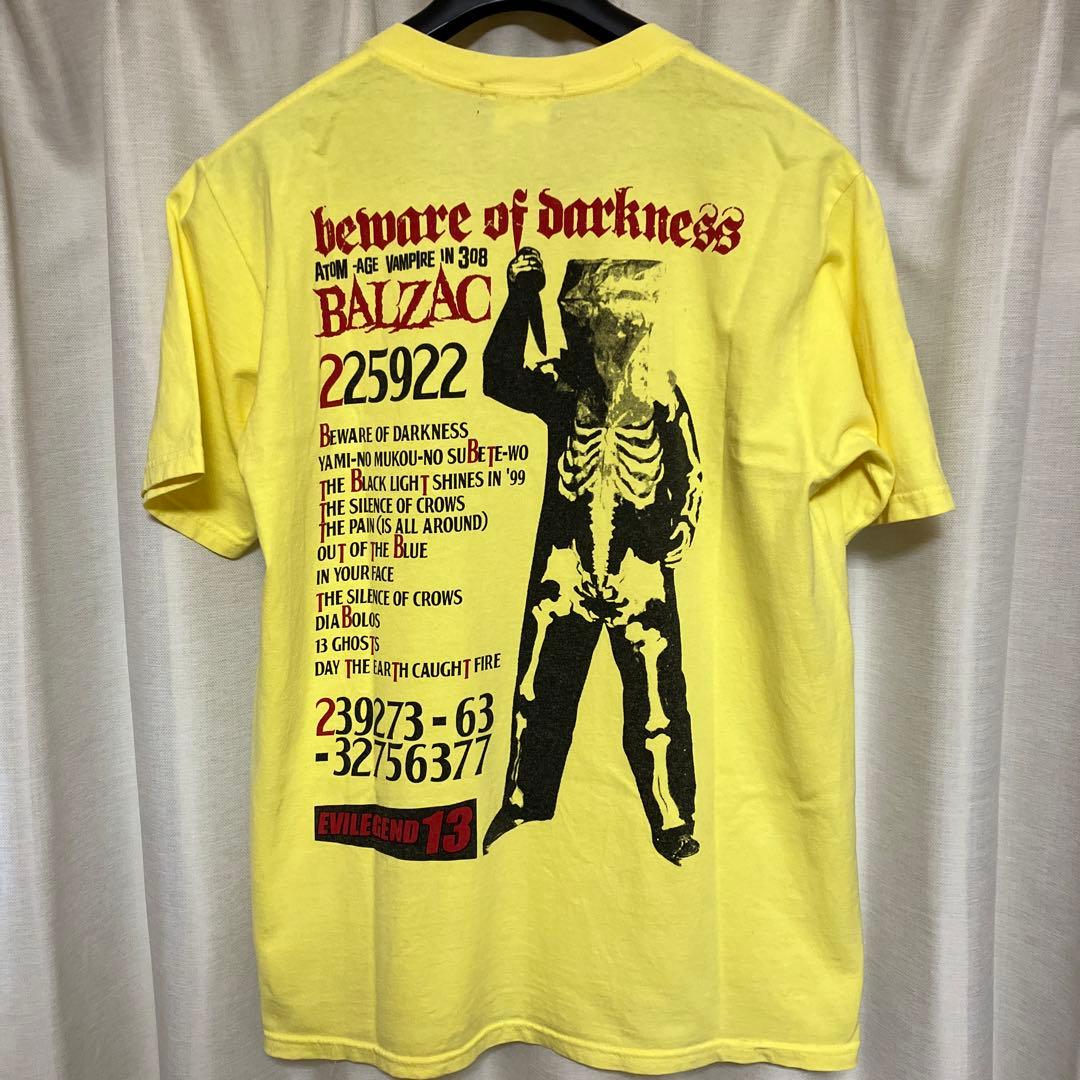 beware of darkness
ATOM-AGE VAMPIRE IN 308
BALZAC
225922
BEWARE OF DARKNESS
YAMI-NO MUKOU-NO SUBETE-WO
THE BLACK LIGHT SHINES IN '99
THE SILENCE OF CROWS
THE PAIN (IS ALL AROUND)
OUT OF THE BLUE
IN YOUR FACE
THE SILENCE OF CROWS
DIABOLOS
13 GHOSTS
DAY THE EARTH CAUGHT FIRE
239273-63
-32756377
EVILEGEND 13